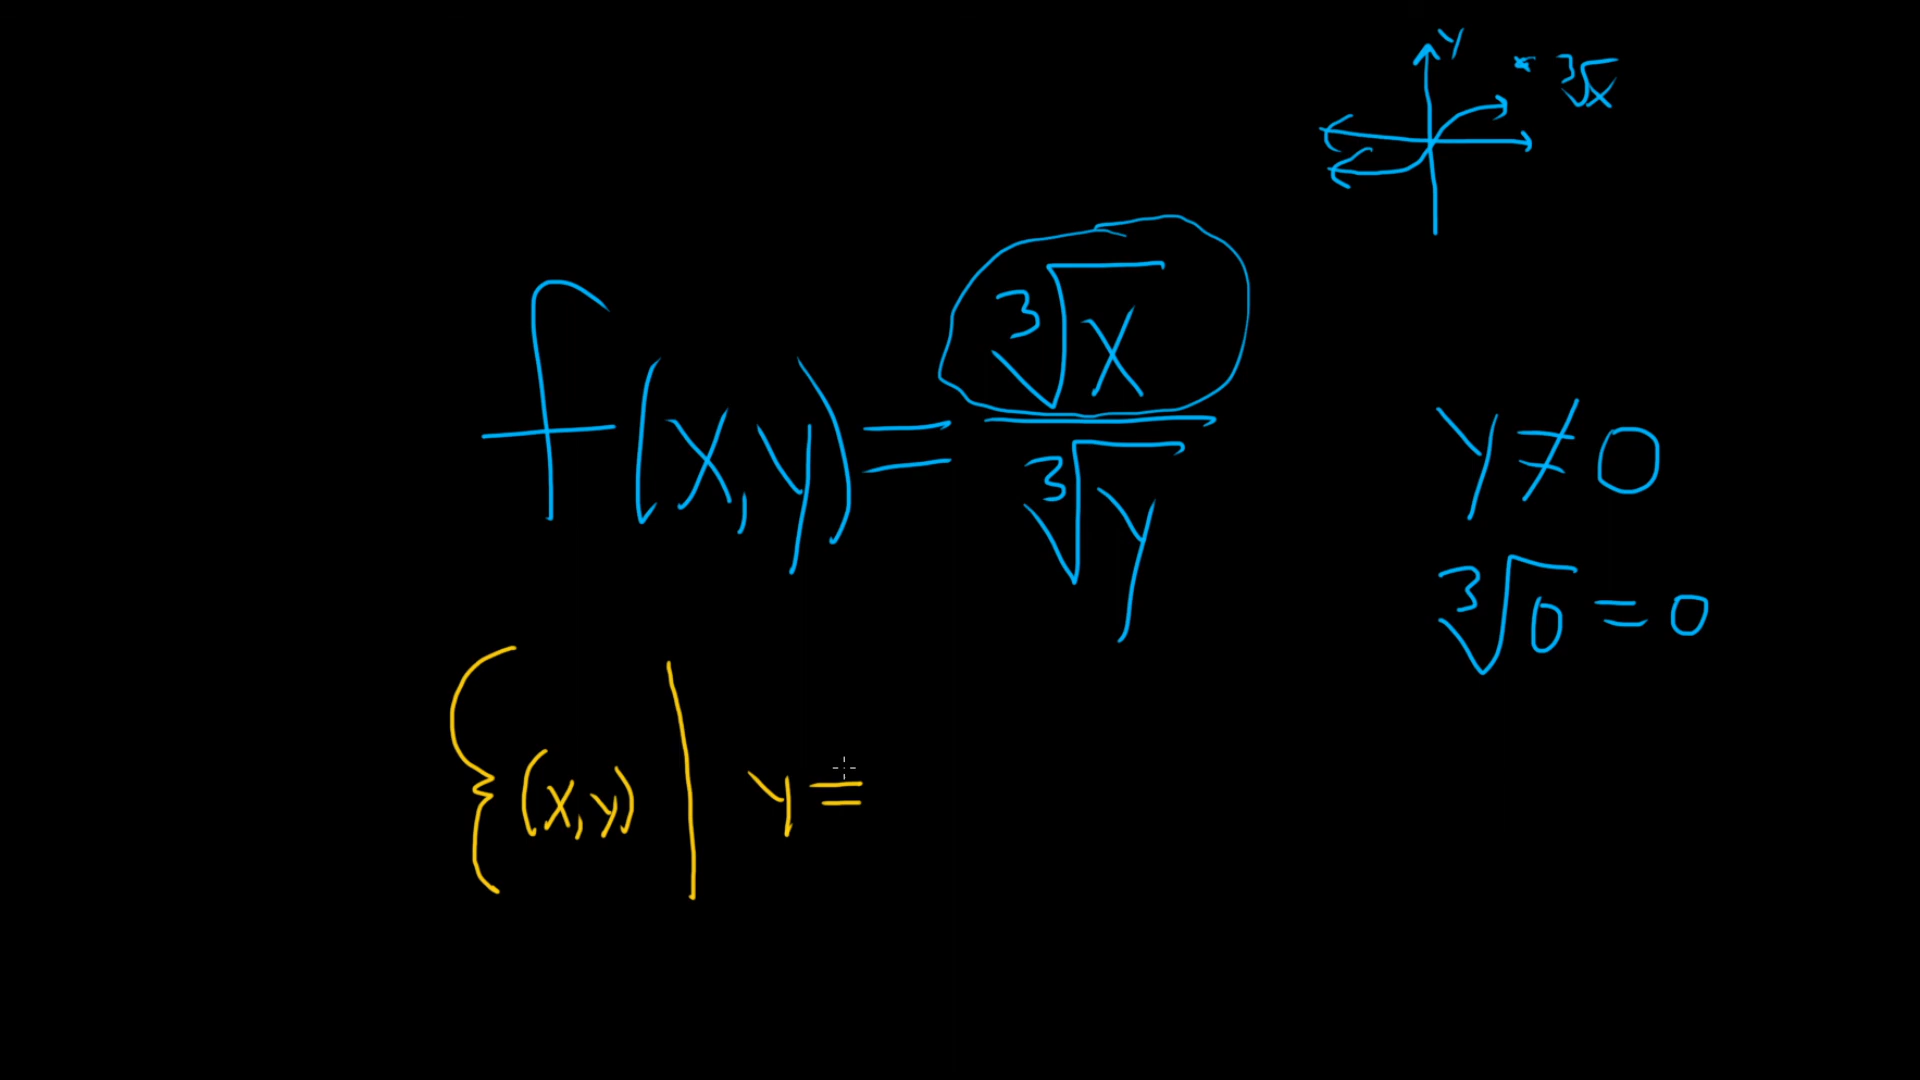 y = ∛x
f(x,y) = ∛x / ∛y
y ≠ 0
∛0 = 0
{(x,y) | y =